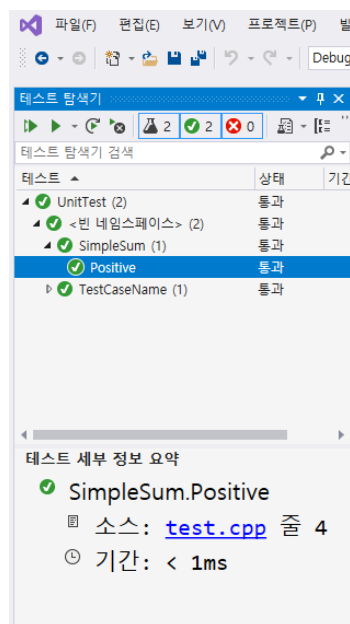 파일(F) 편집(E) 보기(V) 프로젝트(P)
Debug
테스트 탐색기
2 2 0
테스트 탐색기 검색
테스트 상태 기간
UnitTest (2) 통과
<빈 네임스페이스> (2) 통과
SimpleSum (1) 통과
Positive 통과
TestCaseName (1) 통과
테스트 세부 정보 요약
SimpleSum.Positive
소스: test.cpp 줄 4
기간: < 1ms